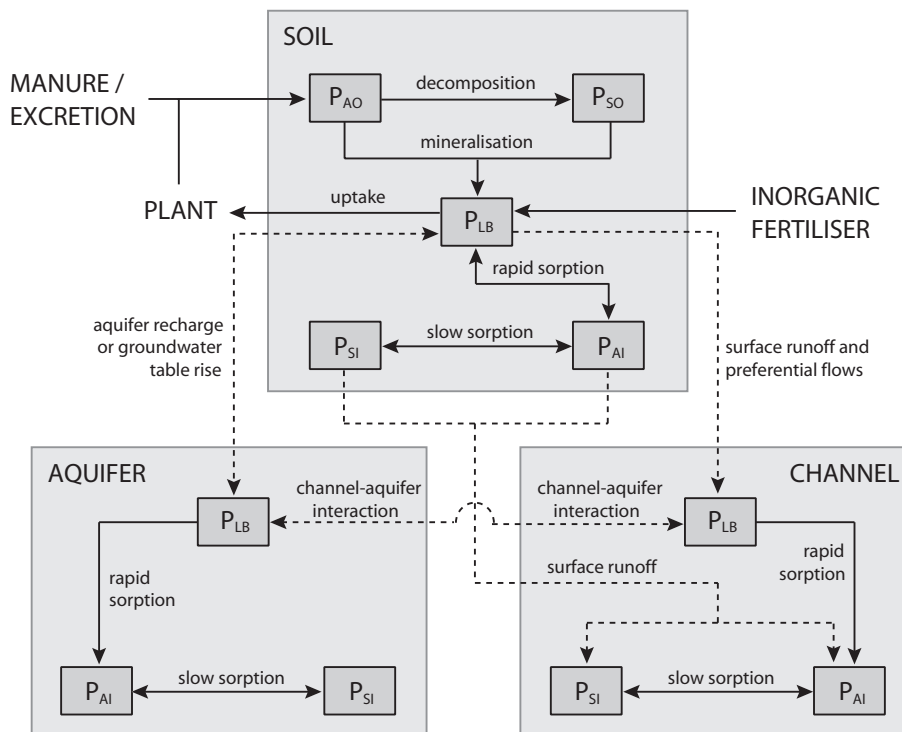 SOIL
MANURE /
EXCRETION
P_AO
decomposition
P_SO
mineralisation
PLANT
uptake
P_LB
INORGANIC
FERTILISER
rapid sorption
aquifer recharge
or groundwater
table rise
P_SI
slow sorption
P_AI
surface runoff and
preferential flows
AQUIFER
channel-aquifer
interaction
P_LB
rapid
sorption
P_AI
slow sorption
P_SI
CHANNEL
channel-aquifer
interaction
P_LB
surface runoff
rapid
sorption
P_SI
slow sorption
P_AI